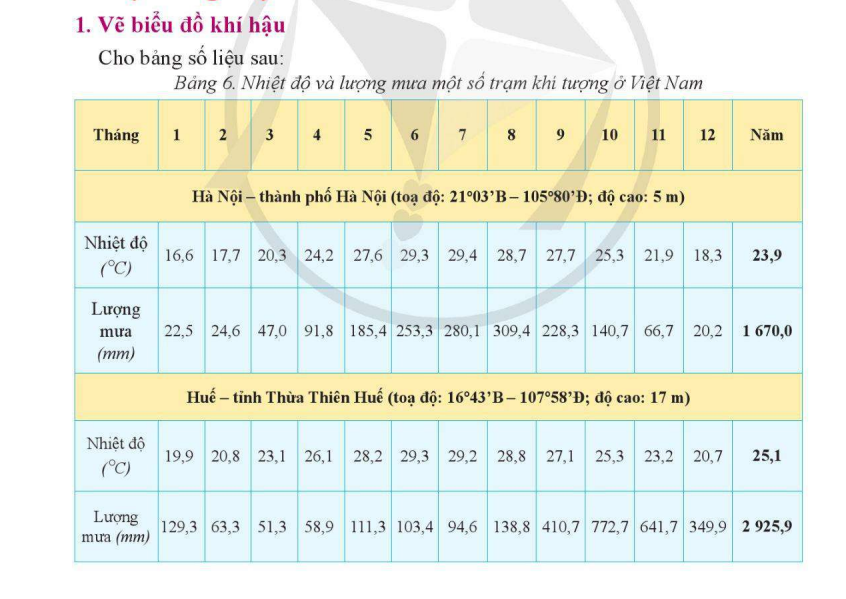 1. Vẽ biểu đồ khí hậu
Cho bảng số liệu sau:
Bảng 6. Nhiệt độ và lượng mưa một số trạm khí tượng ở Việt Nam
Tháng 1 2 3 4 5 6 7 8 9 10 11 12 Năm
Hà Nội – thành phố Hà Nội (toạ độ: 21°03’B – 105°80’Đ; độ cao: 5 m)
Nhiệt độ
(°C) 16,6 17,7 20,3 24,2 27,6 29,3 29,4 28,7 27,7 25,3 21,9 18,3 23,9
Lượng
mưa 22,5 24,6 47,0 91,8 185,4 253,3 280,1 309,4 228,3 140,7 66,7 20,2 1 670,0
(mm)
Huế – tỉnh Thừa Thiên Huế (toạ độ: 16°43’B – 107°58’Đ; độ cao: 17 m)
Nhiệt độ
(°C) 19,9 20,8 23,1 26,1 28,2 29,3 29,2 28,8 27,1 25,3 23,2 20,7 25,1
Lượng
mưa (mm) 129,3 63,3 51,3 58,9 111,3 103,4 94,6 138,8 410,7 772,7 641,7 349,9 2 925,9